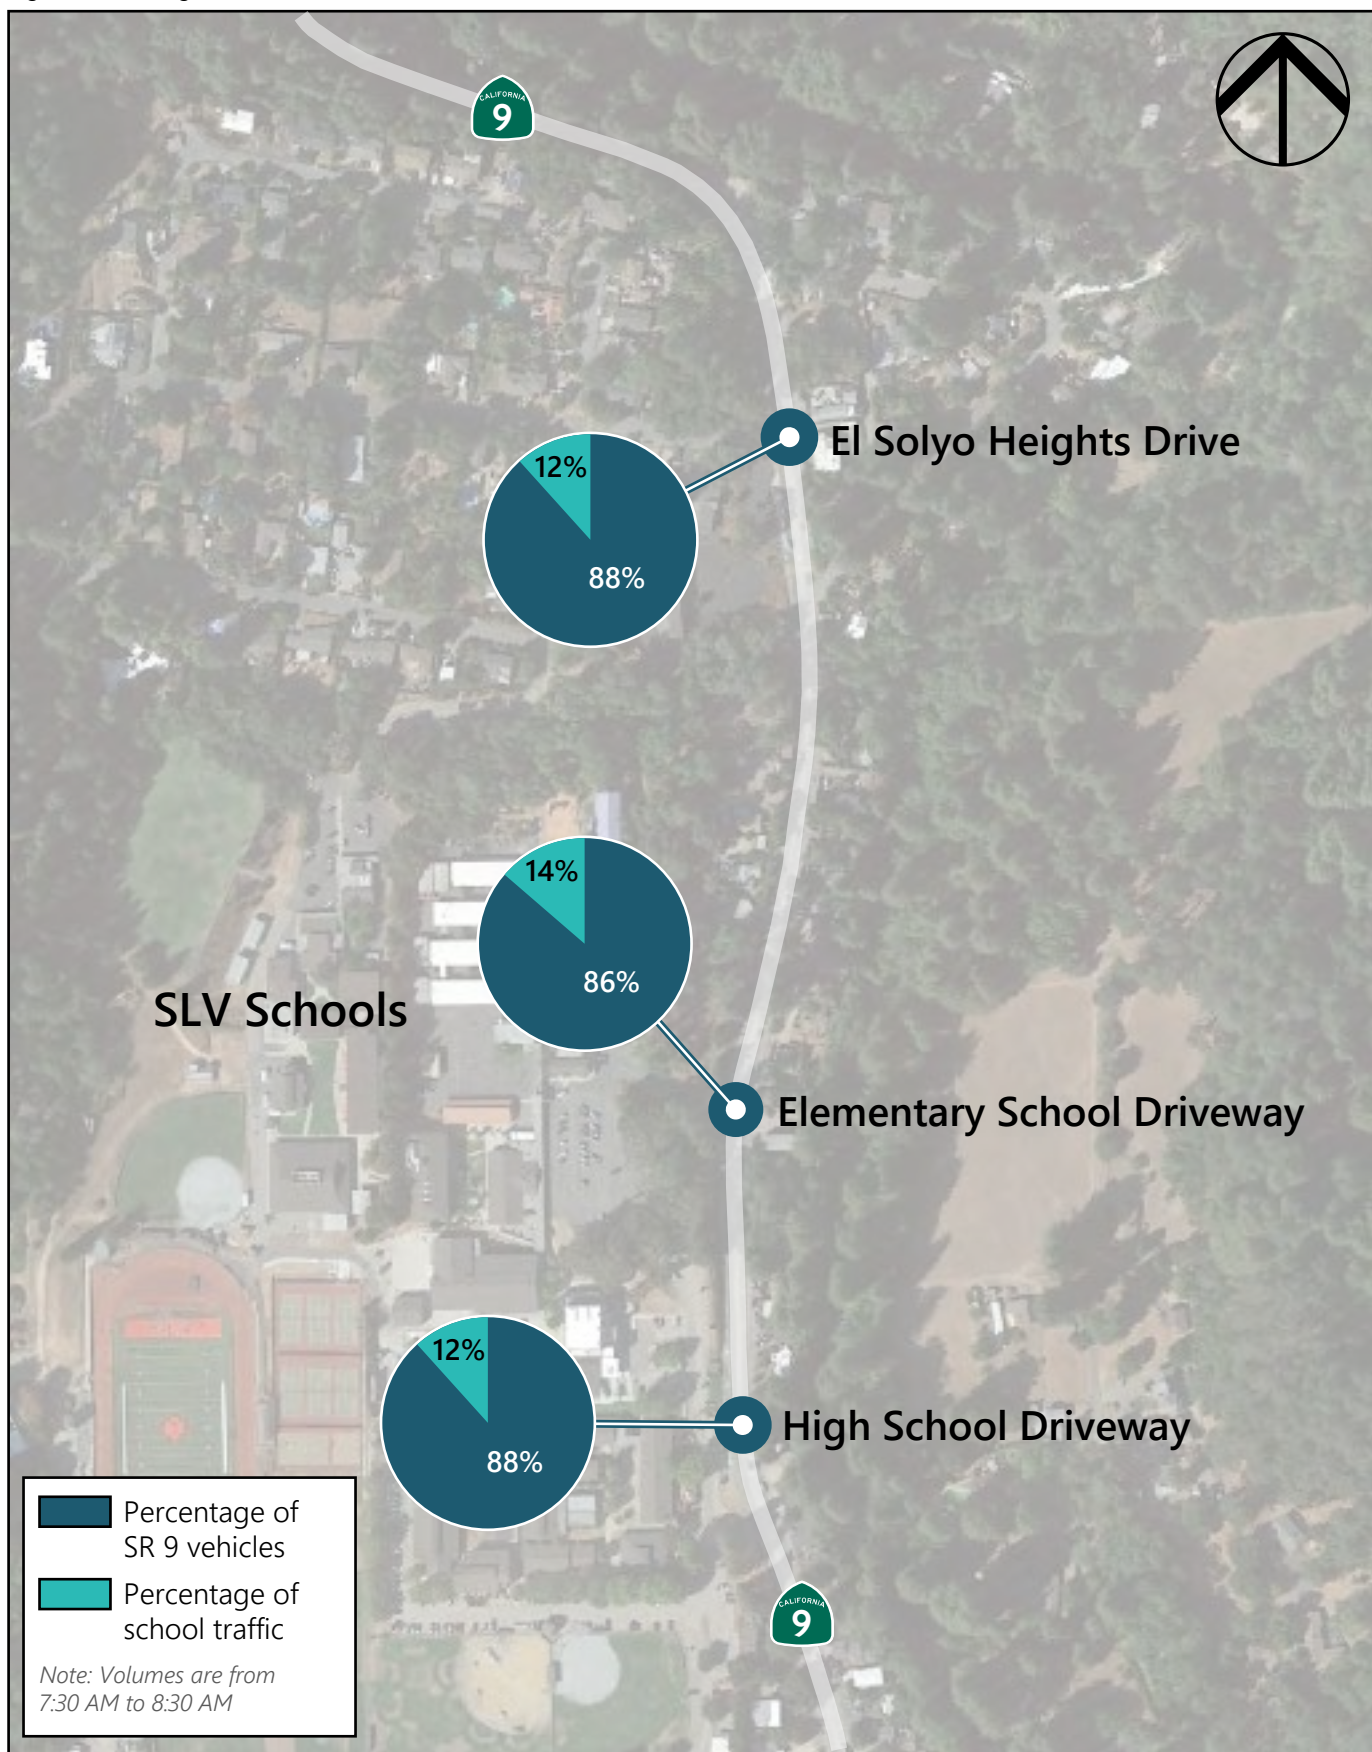 CALIFORNIA
9
El Solyo Heights Drive
12%
88%
14%
86%
SLV Schools
Elementary School Driveway
12%
88%
High School Driveway
Percentage of
SR 9 vehicles
Percentage of
school traffic
Note: Volumes are from
7:30 AM to 8:30 AM
CALIFORNIA
9